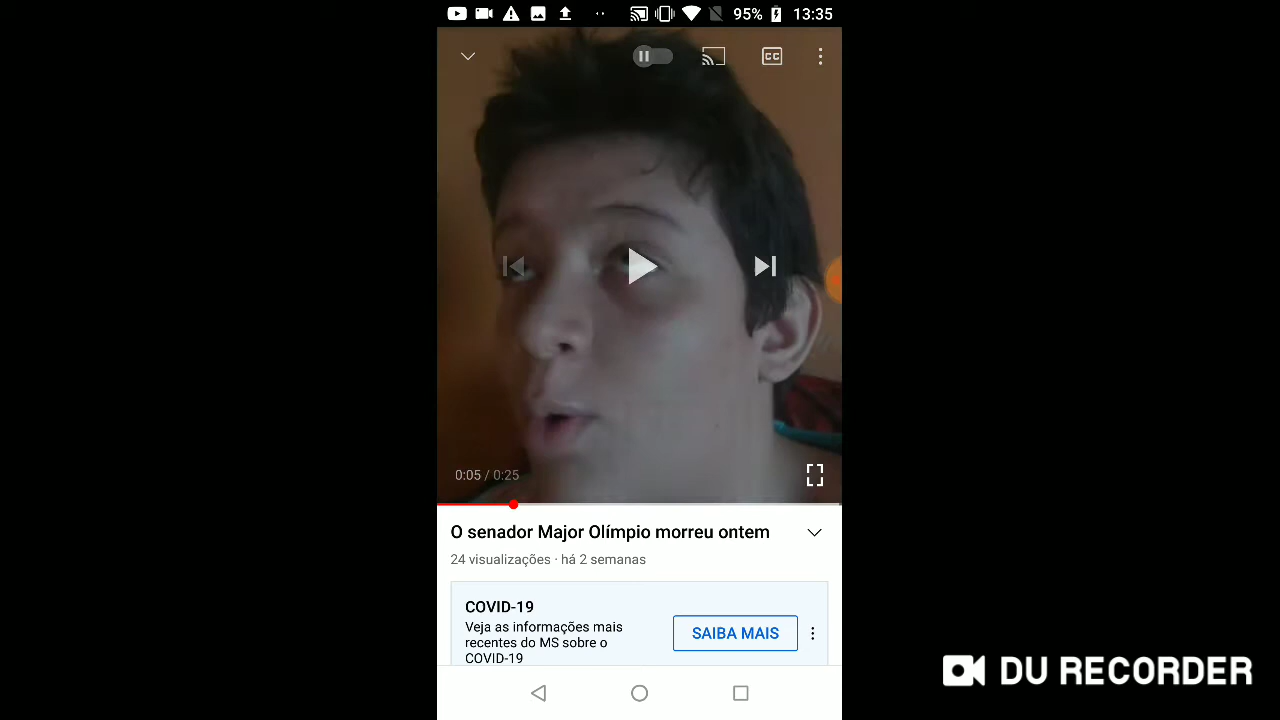 95% 13:35
CC
0:05 / 0:25
O senador Major Olímpio morreu ontem
24 visualizações · há 2 semanas
COVID-19
Veja as informações mais
recentes do MS sobre o
COVID-19
SAIBA MAIS
DU RECORDER